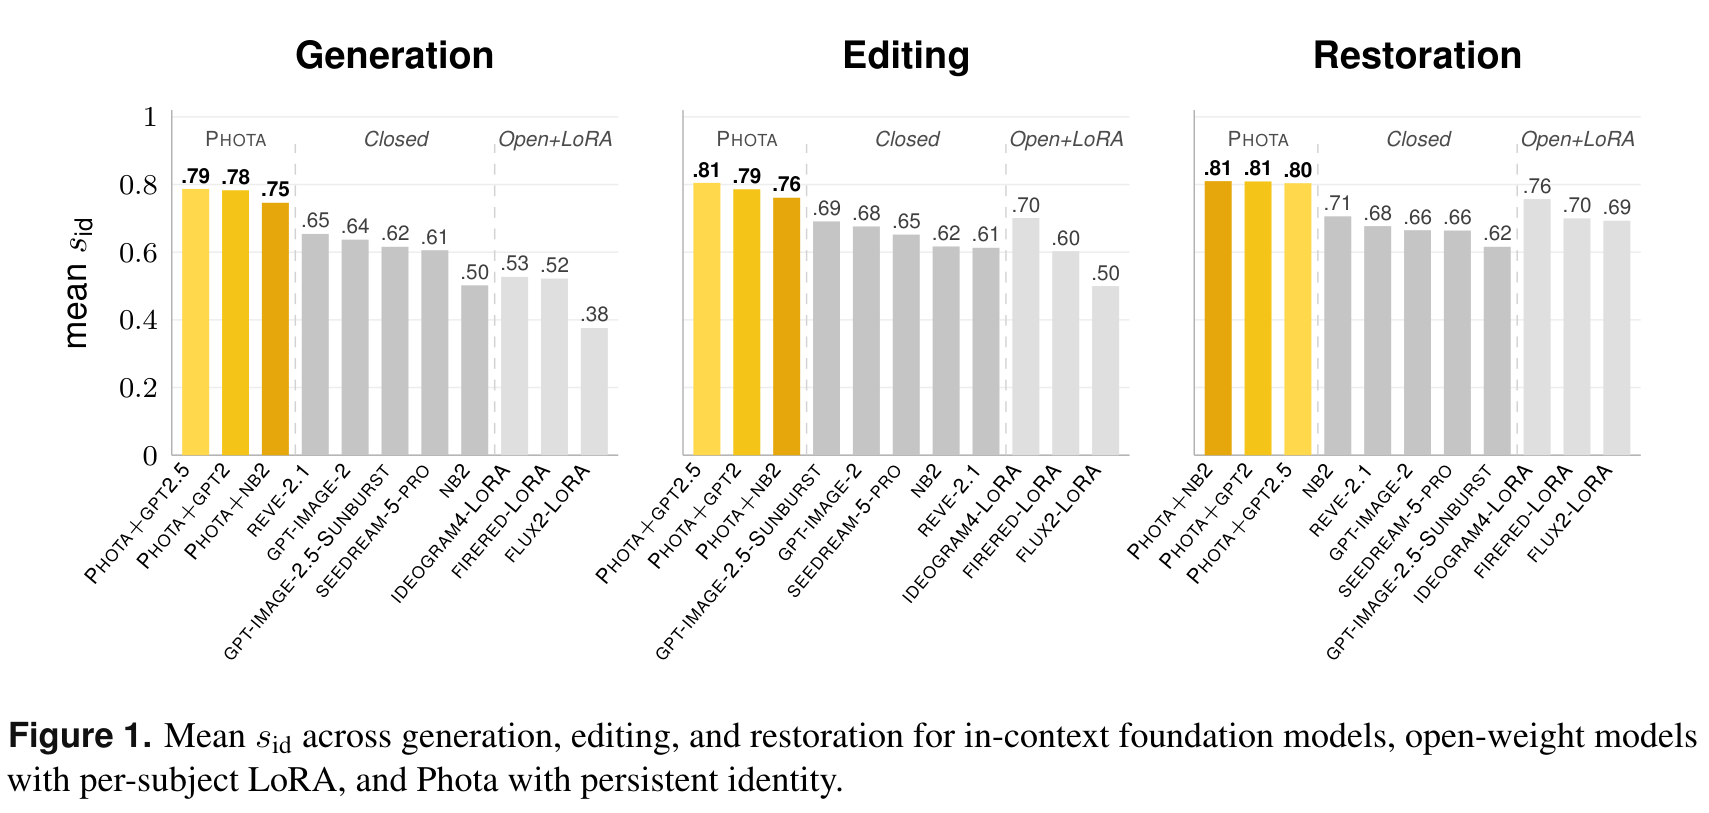 Generation
Editing
Restoration
mean s_id
1
0.8
0.6
0.4
0.2
0
PHOTA
Closed
Open+LoRA
.79
.78
.75
.65
.64
.62
.61
.50
.53
.52
.38
PHOTA+GPT2.5
PHOTA+GPT2
PHOTA+NB2
REVE-2.1
GPT-IMAGE-2
GPT-IMAGE-2.5-SUNBURST
SEEDREAM-5-PRO
NB2
IDEOGRAM4-LORA
FIRERED-LORA
FLUX2-LORA
PHOTA
Closed
Open+LoRA
.81
.79
.76
.69
.68
.65
.62
.61
.70
.60
.50
PHOTA+GPT2.5
PHOTA+GPT2
PHOTA+NB2
GPT-IMAGE-2.5-SUNBURST
GPT-IMAGE-2
SEEDREAM-5-PRO
NB2
REVE-2.1
IDEOGRAM4-LORA
FIRERED-LORA
FLUX2-LORA
PHOTA
Closed
Open+LoRA
.81
.81
.80
.71
.68
.66
.66
.62
.76
.70
.69
PHOTA+NB2
PHOTA+GPT2
PHOTA+GPT2.5
NB2
REVE-2.1
GPT-IMAGE-2
SEEDREAM-5-PRO
GPT-IMAGE-2.5-SUNBURST
IDEOGRAM4-LORA
FIRERED-LORA
FLUX2-LORA
Figure 1. Mean s_id across generation, editing, and restoration for in-context foundation models, open-weight models
with per-subject LoRA, and Phota with persistent identity.